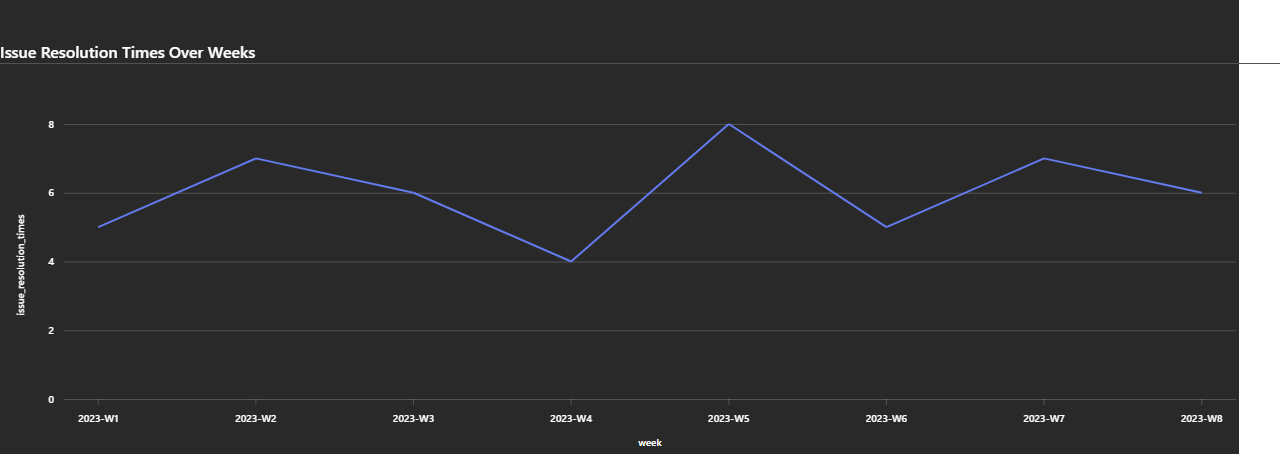 Issue Resolution Times Over Weeks
8
6
4
2
0
issue_resolution_times
2023-W1 2023-W2 2023-W3 2023-W4 2023-W5 2023-W6 2023-W7 2023-W8
week